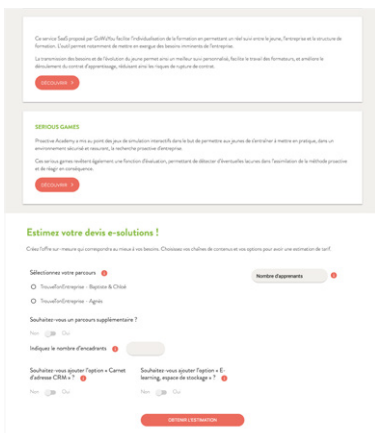 Ce service SaaS proposé par GoWithYou facilite l'individualisation de la formation en permettant un réel suivi entre le jeune, l'entreprise et la structure de
formation. L'outil permet notamment de mettre en exergue des besoins imminents de l'entreprise.
La transmission des besoins et de l'évolution du jeune permet ainsi un meilleur suivi personnalisé, facilite le travail des formateurs, et améliore le
déroulement du contrat d'apprentissage, réduisant ainsi les risques de rupture de contrat.
DÉCOUVRIR >
SERIOUS GAMES
Proactive Academy a mis au point des jeux de simulation interactifs dans le but de permettre aux jeunes de s'entraîner à mettre en pratique, dans un
environnement sécurisé et rassurant, la recherche proactive d'entreprise.
Ces serious games revêtent également une fonction d'évaluation, permettant de détecter d'éventuelles lacunes dans l'assimilation de la méthode proactive
et de réagir en conséquence.
DÉCOUVRIR >
Estimez votre devis e-solutions !
Créez l'offre sur-mesure qui correspondra au mieux à vos besoins. Choisissez vos chaînes de contenus et vos options pour avoir une estimation de tarif.
Sélectionnez votre parcours
Nombre d'apprenants
TrouveTonEntreprise - Baptiste & Chloé
TrouveTonEntreprise - Agnès
Souhaitez-vous un parcours supplémentaire ?
Non Oui
Indiquez le nombre d'encadrants
Souhaitez-vous ajouter l'option « Carnet
d'adresse CRM » ?
Non Oui
Souhaitez-vous ajouter l'option « E-
learning, espace de stockage » ?
Non Oui
OBTENIR L'ESTIMATION